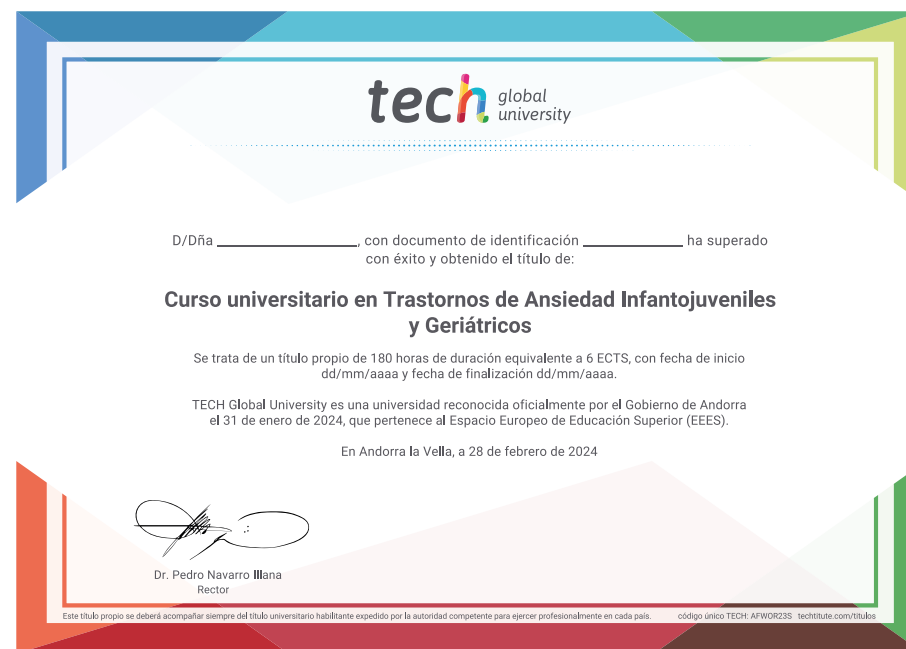 tech global
university
D/Dña ______________, con documento de identificación __________ ha superado
con éxito y obtenido el título de:
Curso universitario en Trastornos de Ansiedad Infantojuveniles
y Geriátricos
Se trata de un título propio de 180 horas de duración equivalente a 6 ECTS, con fecha de inicio
dd/mm/aaaa y fecha de finalización dd/mm/aaaa.
TECH Global University es una universidad reconocida oficialmente por el Gobierno de Andorra
el 31 de enero de 2024, que pertenece al Espacio Europeo de Educación Superior (EEES).
En Andorra la Vella, a 28 de febrero de 2024
Dr. Pedro Navarro Illana
Rector
Este título propio se deberá acompañar siempre del título universitario habilitante expedido por la autoridad competente para ejercer profesionalmente en cada país. código único TECH: AFWOR23S techtitute.com/titulos